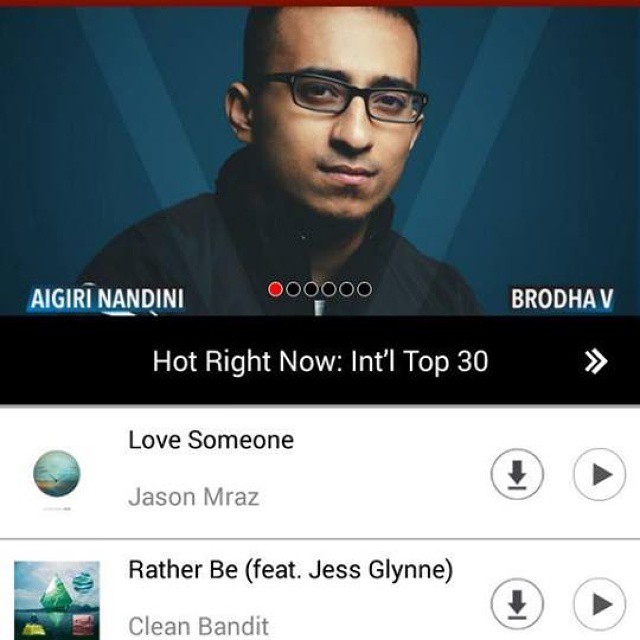 AIGIRI NANDINI
BRODHA V
Hot Right Now: Int'l Top 30
Love Someone
Jason Mraz
Rather Be (feat. Jess Glynne)
Clean Bandit